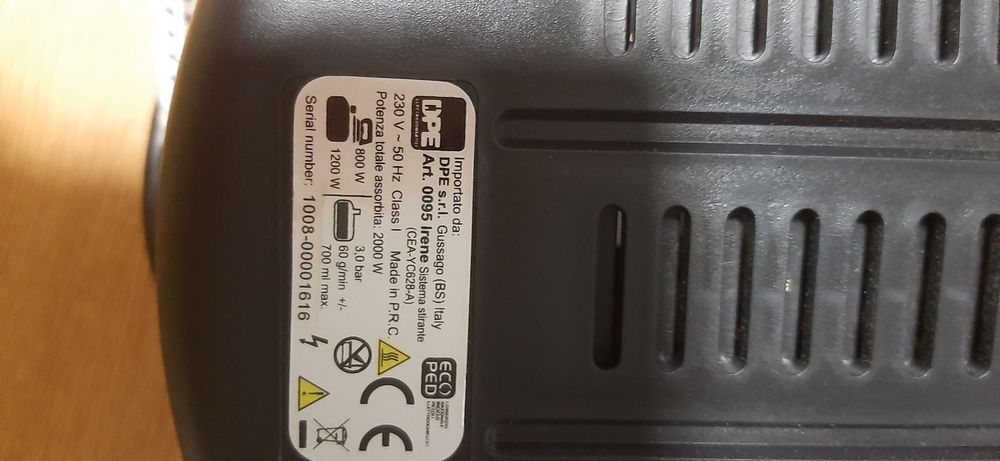 DPE
Importato da:
DPE s.r.l. Gussago (BS) Italy
Art. 0095 Irene Sistema stirante
(CEA-YC628-A)
230 V ~ 50 Hz Class I Made in P.R.C.
Potenza totale assorbita: 2000 W
800 W
1200 W
3,0 bar
60 g/min +/-
700 ml max.
Serial number: 1008-00001616
ECO
PED
CE